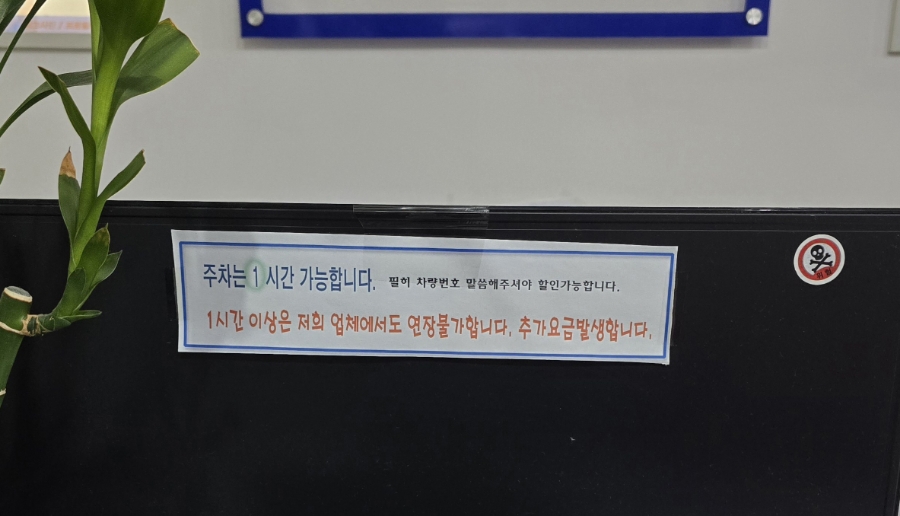 주차는 1 시간 가능합니다. 필히 차량번호 말씀해주셔야 할인가능합니다.
1시간 이상은 저희 업체에서도 연장불가합니다. 추가요금발생합니다.